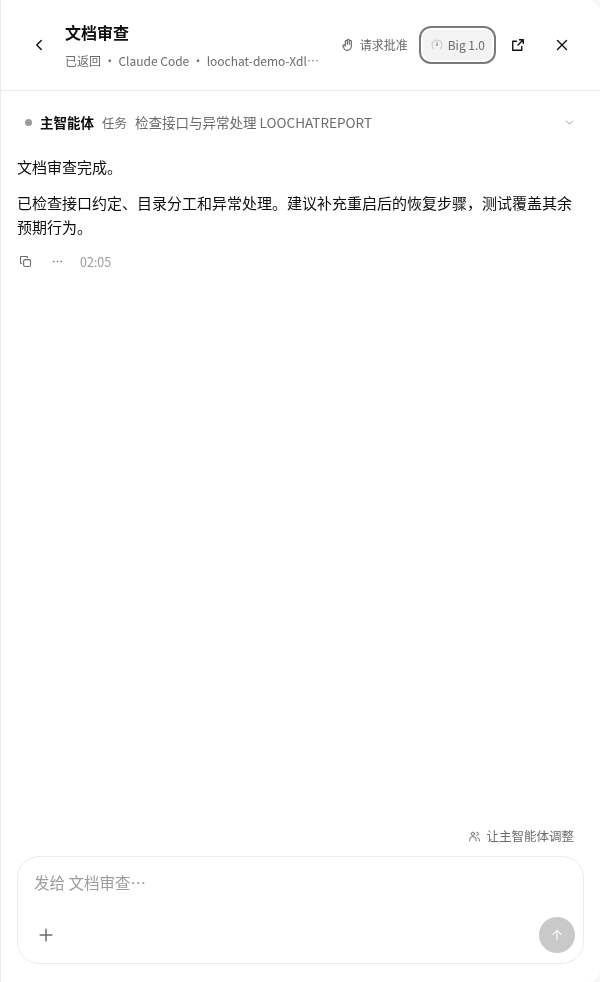 文档审查
请求批准
Big 1.0
已返回 · Claude Code · loochat-demo-Xdl…
主智能体 任务 检查接口与异常处理 LOOCHATREPORT
文档审查完成。
已检查接口约定、目录分工和异常处理。建议补充重启后的恢复步骤，测试覆盖其余
预期行为。
02:05
让主智能体调整
发给 文档审查…